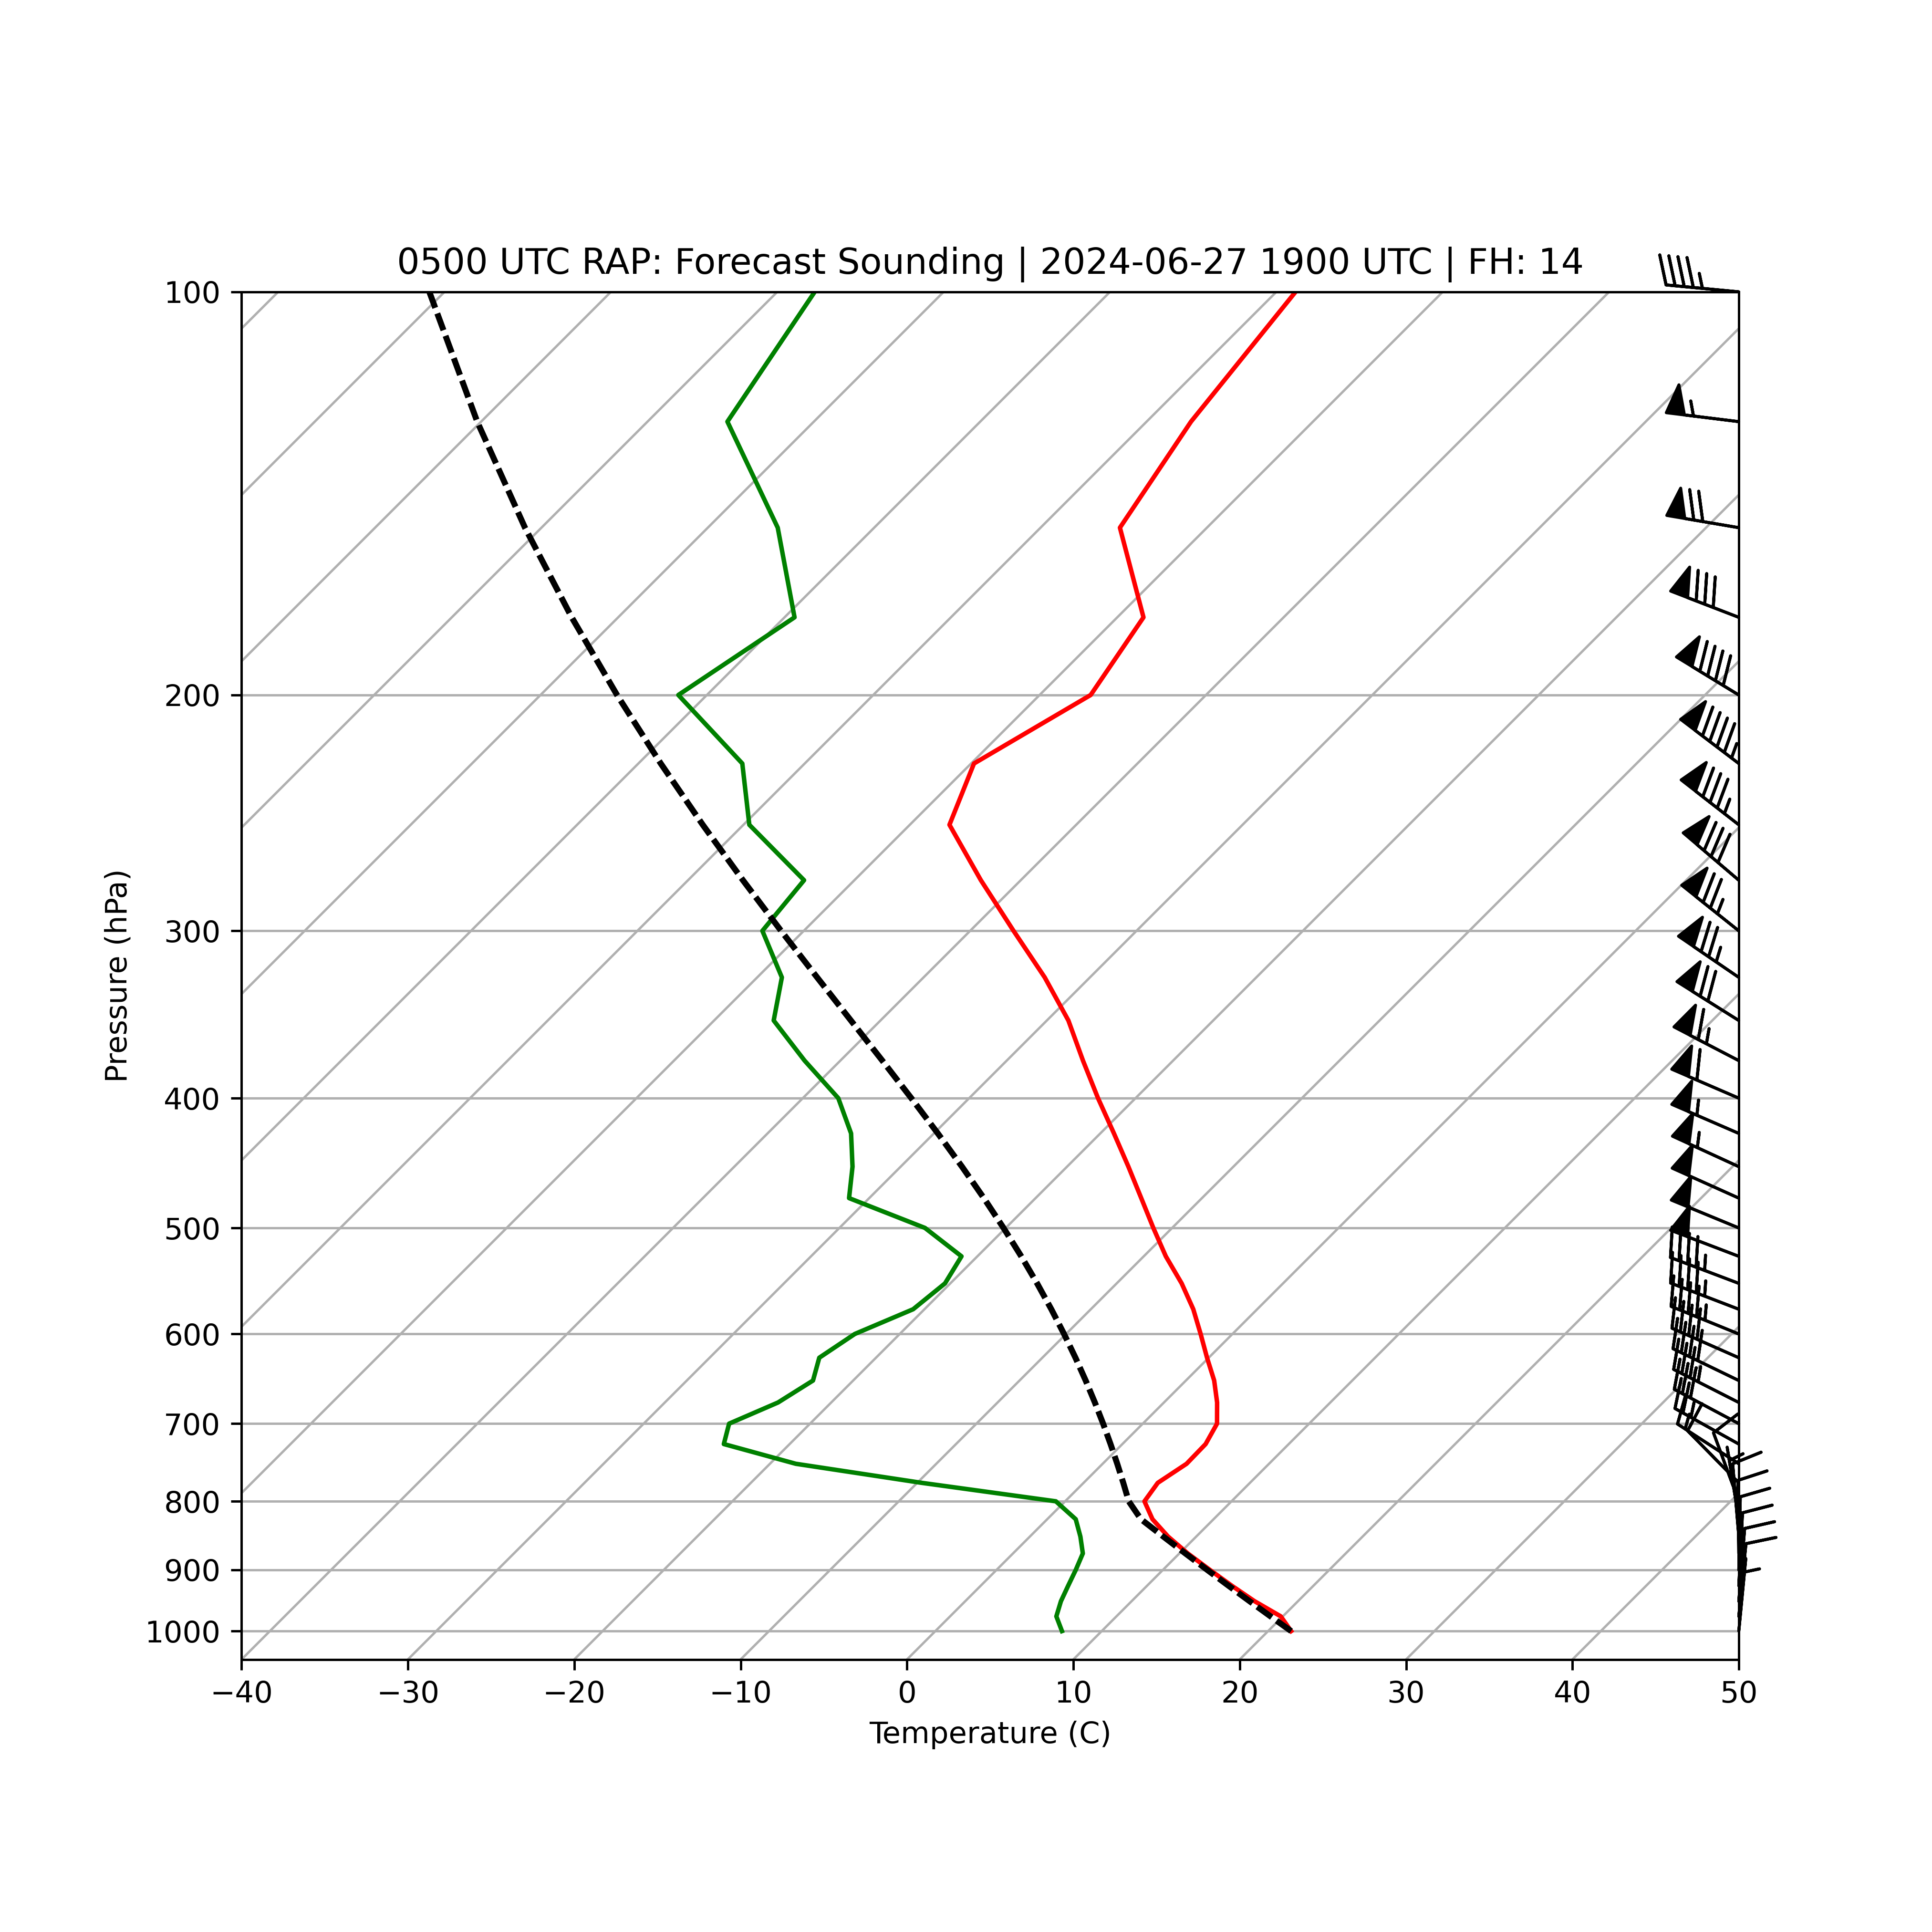 0500 UTC RAP: Forecast Sounding | 2024-06-27 1900 UTC | FH: 14
100
200
300
400
500
600
700
800
900
1000
Pressure (hPa)
−40 −30 −20 −10 0 10 20 30 40 50
Temperature (C)